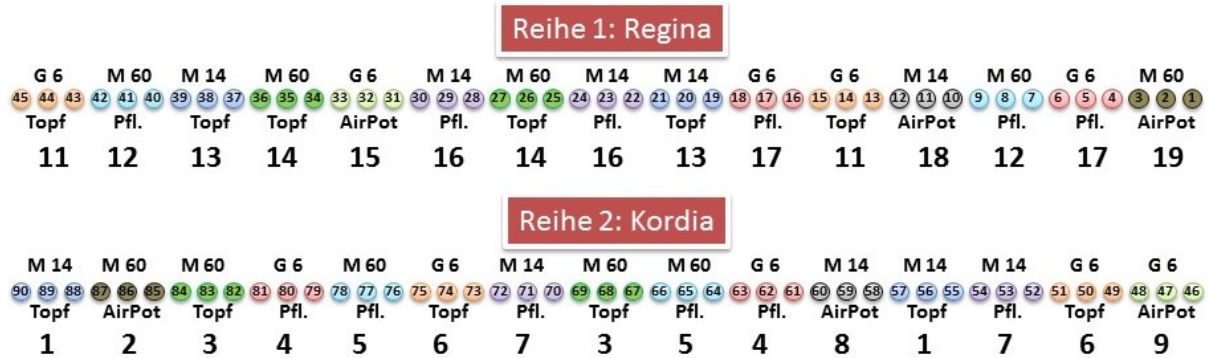 Reihe 1: Regina
G 6 M 60 M 14 M 60 G 6 M 14 M 60 M 14 M 14 G 6 G 6 M 14 M 60 G 6 M 60
45 44 43 42 41 40 39 38 37 36 35 34 33 32 31 30 29 28 27 26 25 24 23 22 21 20 19 18 17 16 15 14 13 12 11 10 9 8 7 6 5 4 3 2 1
Topf Pfl. Topf Topf AirPot Pfl. Topf Pfl. Topf Pfl. Topf AirPot Pfl. Pfl. AirPot
11 12 13 14 15 16 14 16 13 17 11 18 12 17 19
Reihe 2: Kordia
M 14 M 60 M 60 G 6 M 60 G 6 M 14 M 60 M 60 G 6 M 14 M 14 M 14 G 6 G 6
90 89 88 87 86 85 84 83 82 81 80 79 78 77 76 75 74 73 72 71 70 69 68 67 66 65 64 63 62 61 60 59 58 57 56 55 54 53 52 51 50 49 48 47 46
Topf AirPot Topf Pfl. Pfl. Topf Pfl. Topf Pfl. Pfl. AirPot Topf Pfl. Topf AirPot
1 2 3 4 5 6 7 3 5 4 8 1 7 6 9